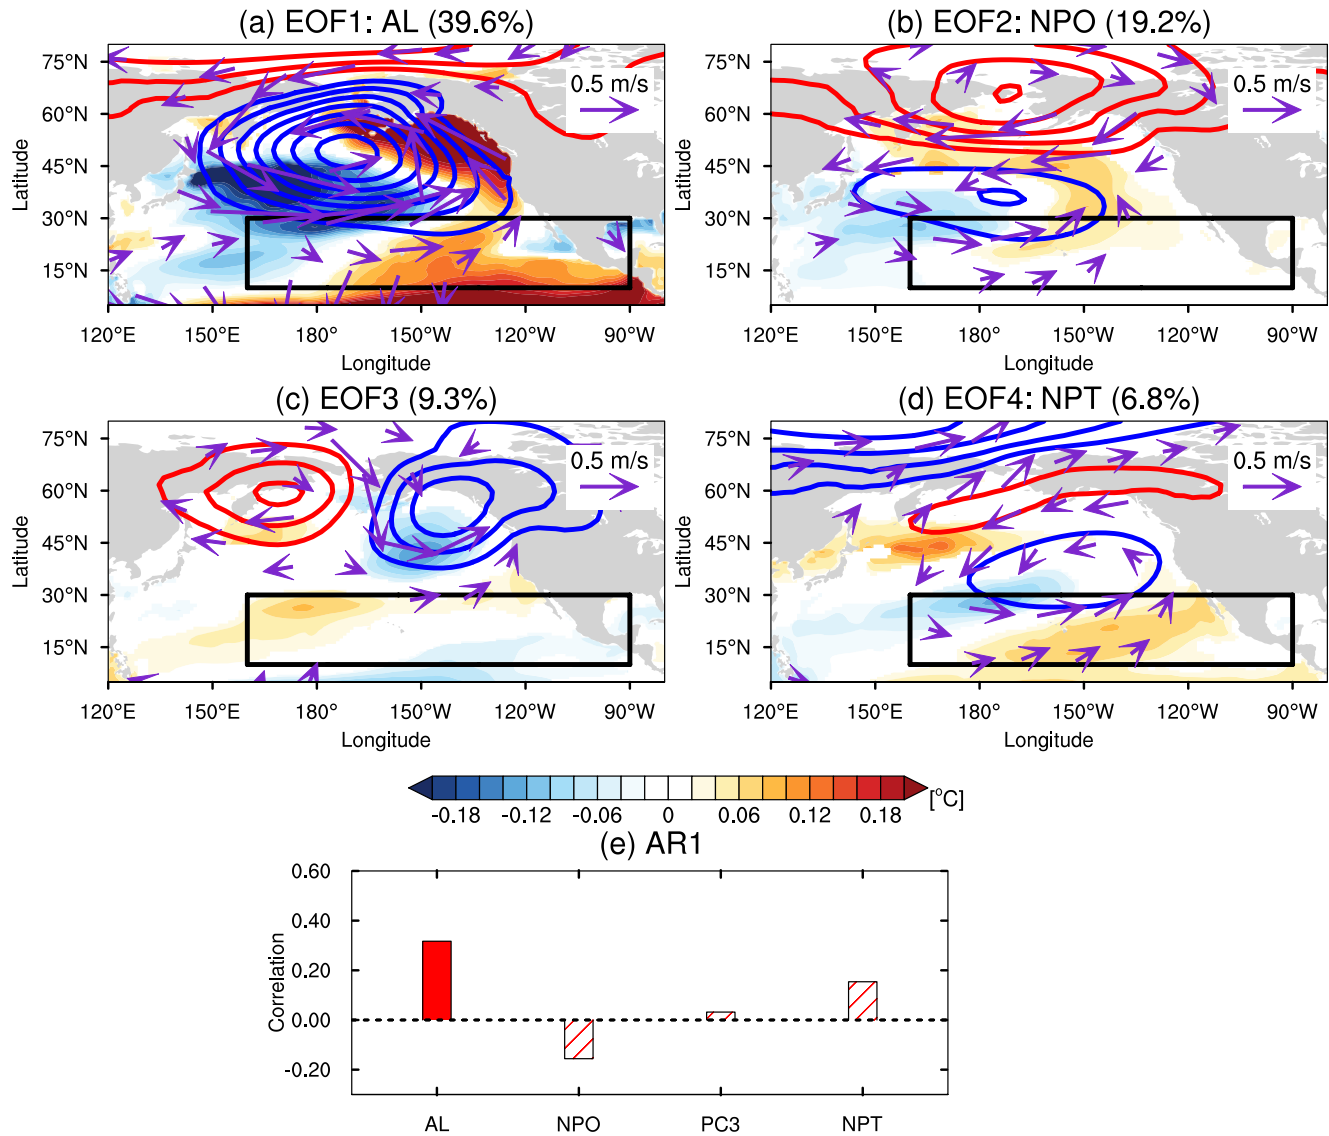 (a) EOF1: AL (39.6%)
75°N
60°N
45°N
30°N
15°N
Latitude
0.5 m/s
120°E 150°E 180° 150°W 120°W 90°W
Longitude
(b) EOF2: NPO (19.2%)
75°N
60°N
45°N
30°N
15°N
Latitude
0.5 m/s
120°E 150°E 180° 150°W 120°W 90°W
Longitude
(c) EOF3 (9.3%)
75°N
60°N
45°N
30°N
15°N
Latitude
0.5 m/s
120°E 150°E 180° 150°W 120°W 90°W
Longitude
(d) EOF4: NPT (6.8%)
75°N
60°N
45°N
30°N
15°N
Latitude
0.5 m/s
120°E 150°E 180° 150°W 120°W 90°W
Longitude
-0.18 -0.12 -0.06 0 0.06 0.12 0.18 [°C]
(e) AR1
0.60
0.40
0.20
0.00
-0.20
Correlation
AL NPO PC3 NPT